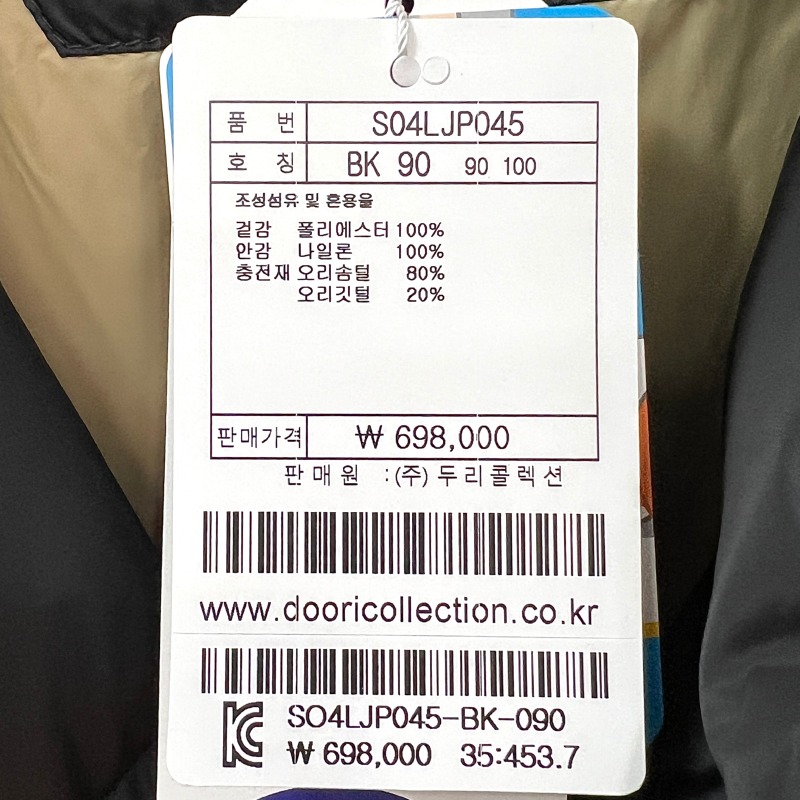 품 번 S04LJP045
호 칭 BK 90 90 100
조성섬유 및 혼용율
겉감 폴리에스터 100%
안감 나일론 100%
충전재 오리솜털 80%
오리깃털 20%
판매가격 ₩ 698,000
판 매 원 : (주) 두 리 콜 렉 션
www.dooricollection.co.kr
SO4LJP045-BK-090
₩ 698,000 35:453.7